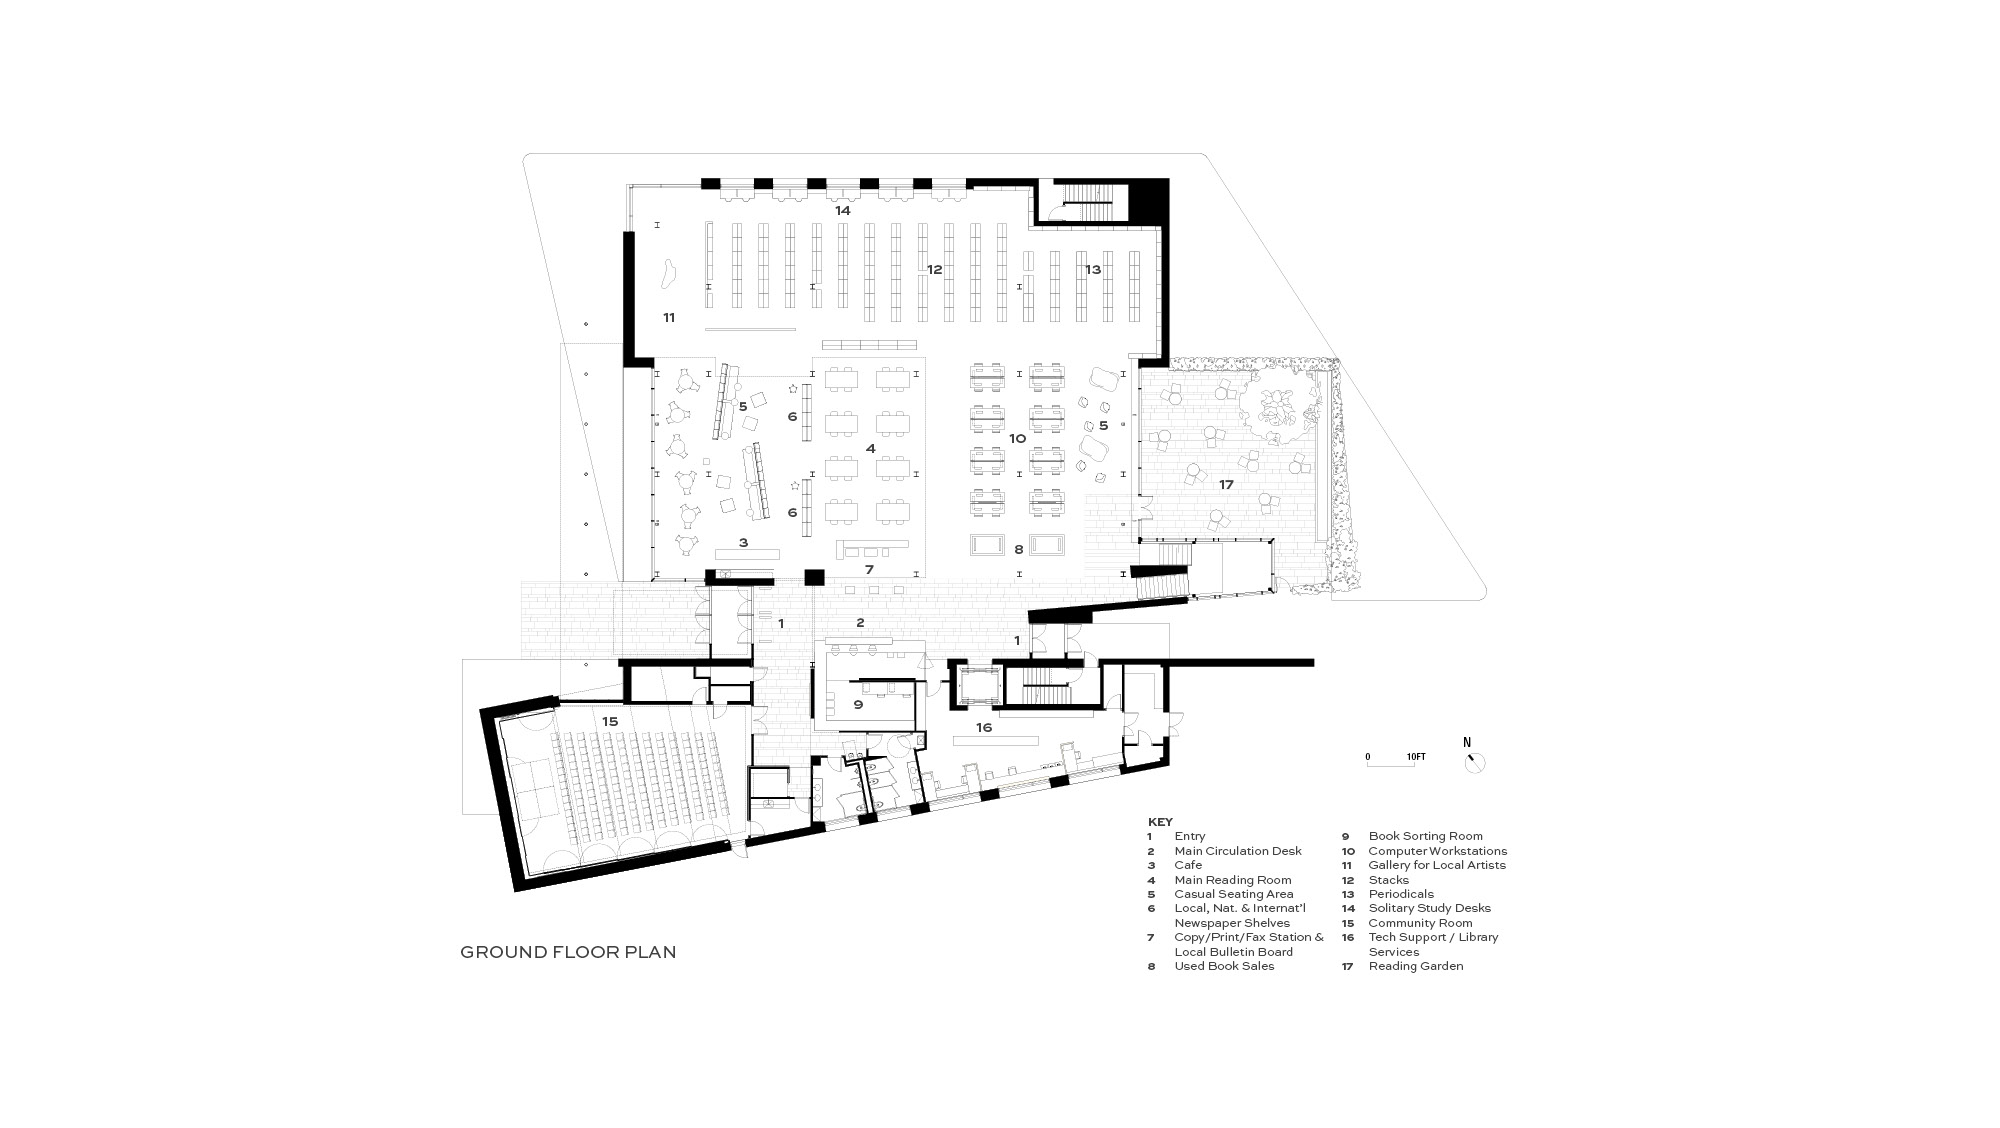 14
12
13
11
5
6
5
10
4
17
6
3
8
7
1
2
1
9
15
16
N
0 10FT
KEY
1 Entry
2 Main Circulation Desk
3 Cafe
4 Main Reading Room
5 Casual Seating Area
6 Local, Nat. & Internat'l
Newspaper Shelves
7 Copy/Print/Fax Station &
Local Bulletin Board
8 Used Book Sales
9 Book Sorting Room
10 Computer Workstations
11 Gallery for Local Artists
12 Stacks
13 Periodicals
14 Solitary Study Desks
15 Community Room
16 Tech Support / Library
Services
17 Reading Garden
GROUND FLOOR PLAN